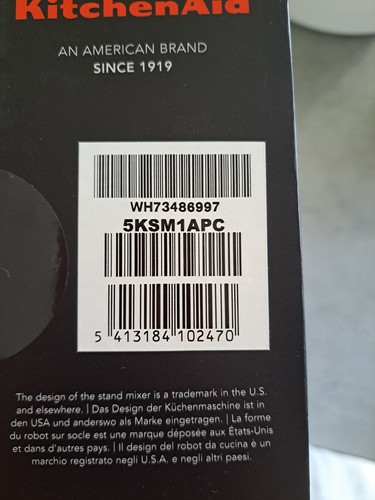 KitchenAid
AN AMERICAN BRAND
SINCE 1919
WH73486997
5KSM1APC
5 413184 102470
The design of the stand mixer is a trademark in the U.S.
and elsewhere. | Das Design der Küchenmaschine ist in
den USA und anderswo als Marke eingetragen. | La forme
du robot sur socle est une marque déposée aux États-Unis
et dans d'autres pays. | Il design del robot da cucina è un
marchio registrato negli U.S.A. e negli altri paesi.